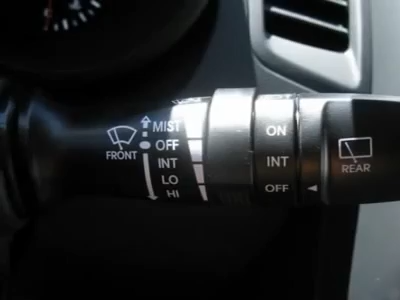 MIST
OFF
INT
LO
HI
FRONT
ON
INT
OFF
REAR